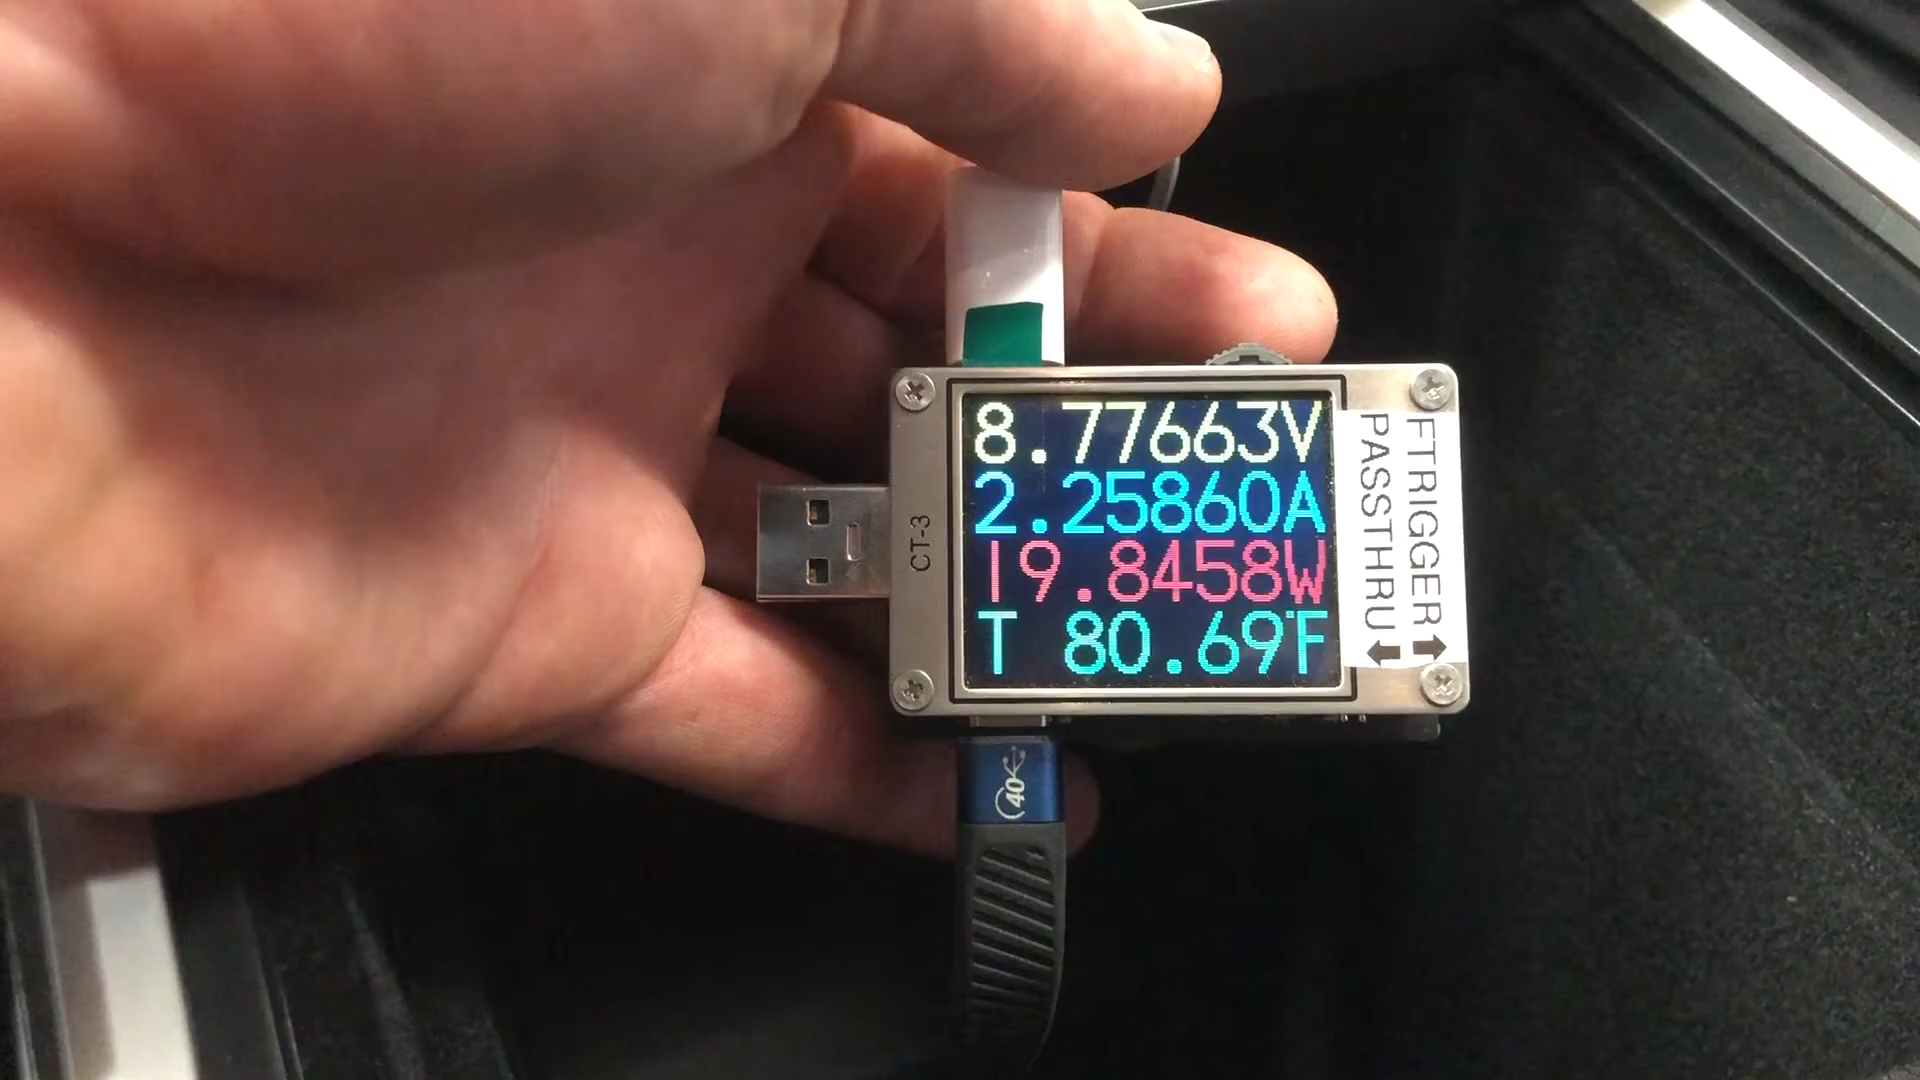 8.77663V
2.25860A
19.8458W
T 80.69°F
CT-3
FTRIGGER
PASSTHRU
40